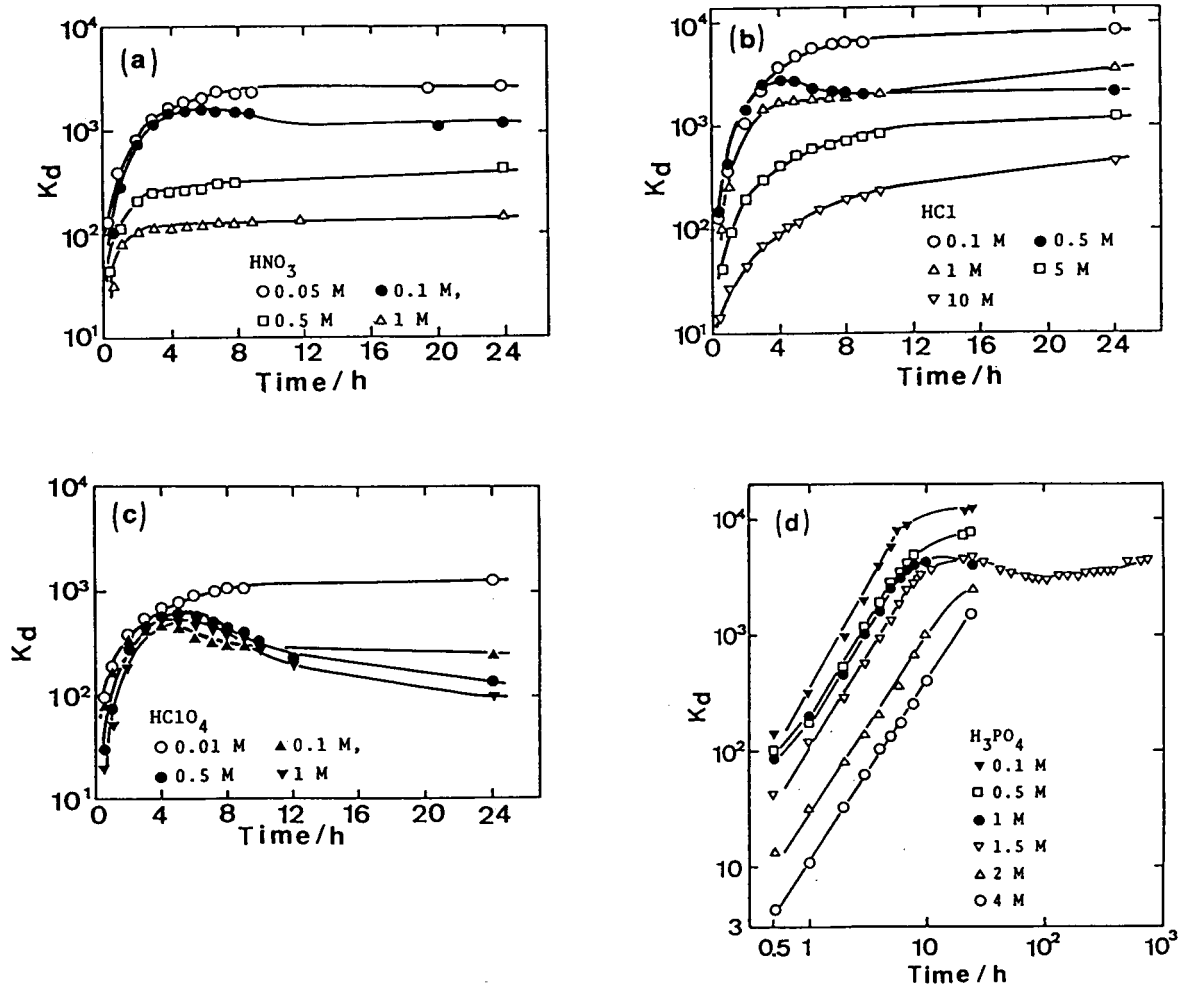 (a)
10⁴
10³
10²
10¹
Kd
HNO₃
○ 0.05 M ● 0.1 M,
□ 0.5 M △ 1 M
0 4 8 12 16 20 24
Time/h
(b)
10⁴
10³
10²
10¹
Kd
HCl
○ 0.1 M ● 0.5 M
△ 1 M □ 5 M
▽ 10 M
0 4 8 12 16 20 24
Time/h
(c)
10⁴
10³
10²
10¹
Kd
HClO₄
○ 0.01 M ▲ 0.1 M,
● 0.5 M ▼ 1 M
0 4 8 12 16 20 24
Time/h
(d)
10⁴
10³
10²
10
3
Kd
H₃PO₄
▼ 0.1 M
□ 0.5 M
● 1 M
▽ 1.5 M
△ 2 M
○ 4 M
0.5 1 10 10² 10³
Time/h